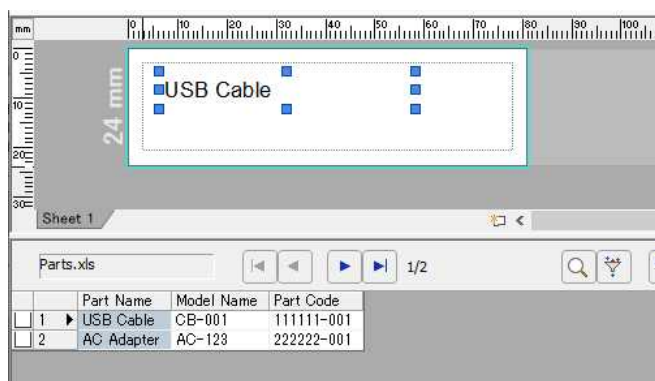 mm
0 10 20 30 40 50 60 70 80 90 100
0
10
20
30
24 mm
USB Cable
Sheet 1
Parts.xls
1/2
Part Name Model Name Part Code
1 USB Cable CB-001 111111-001
2 AC Adapter AC-123 222222-001